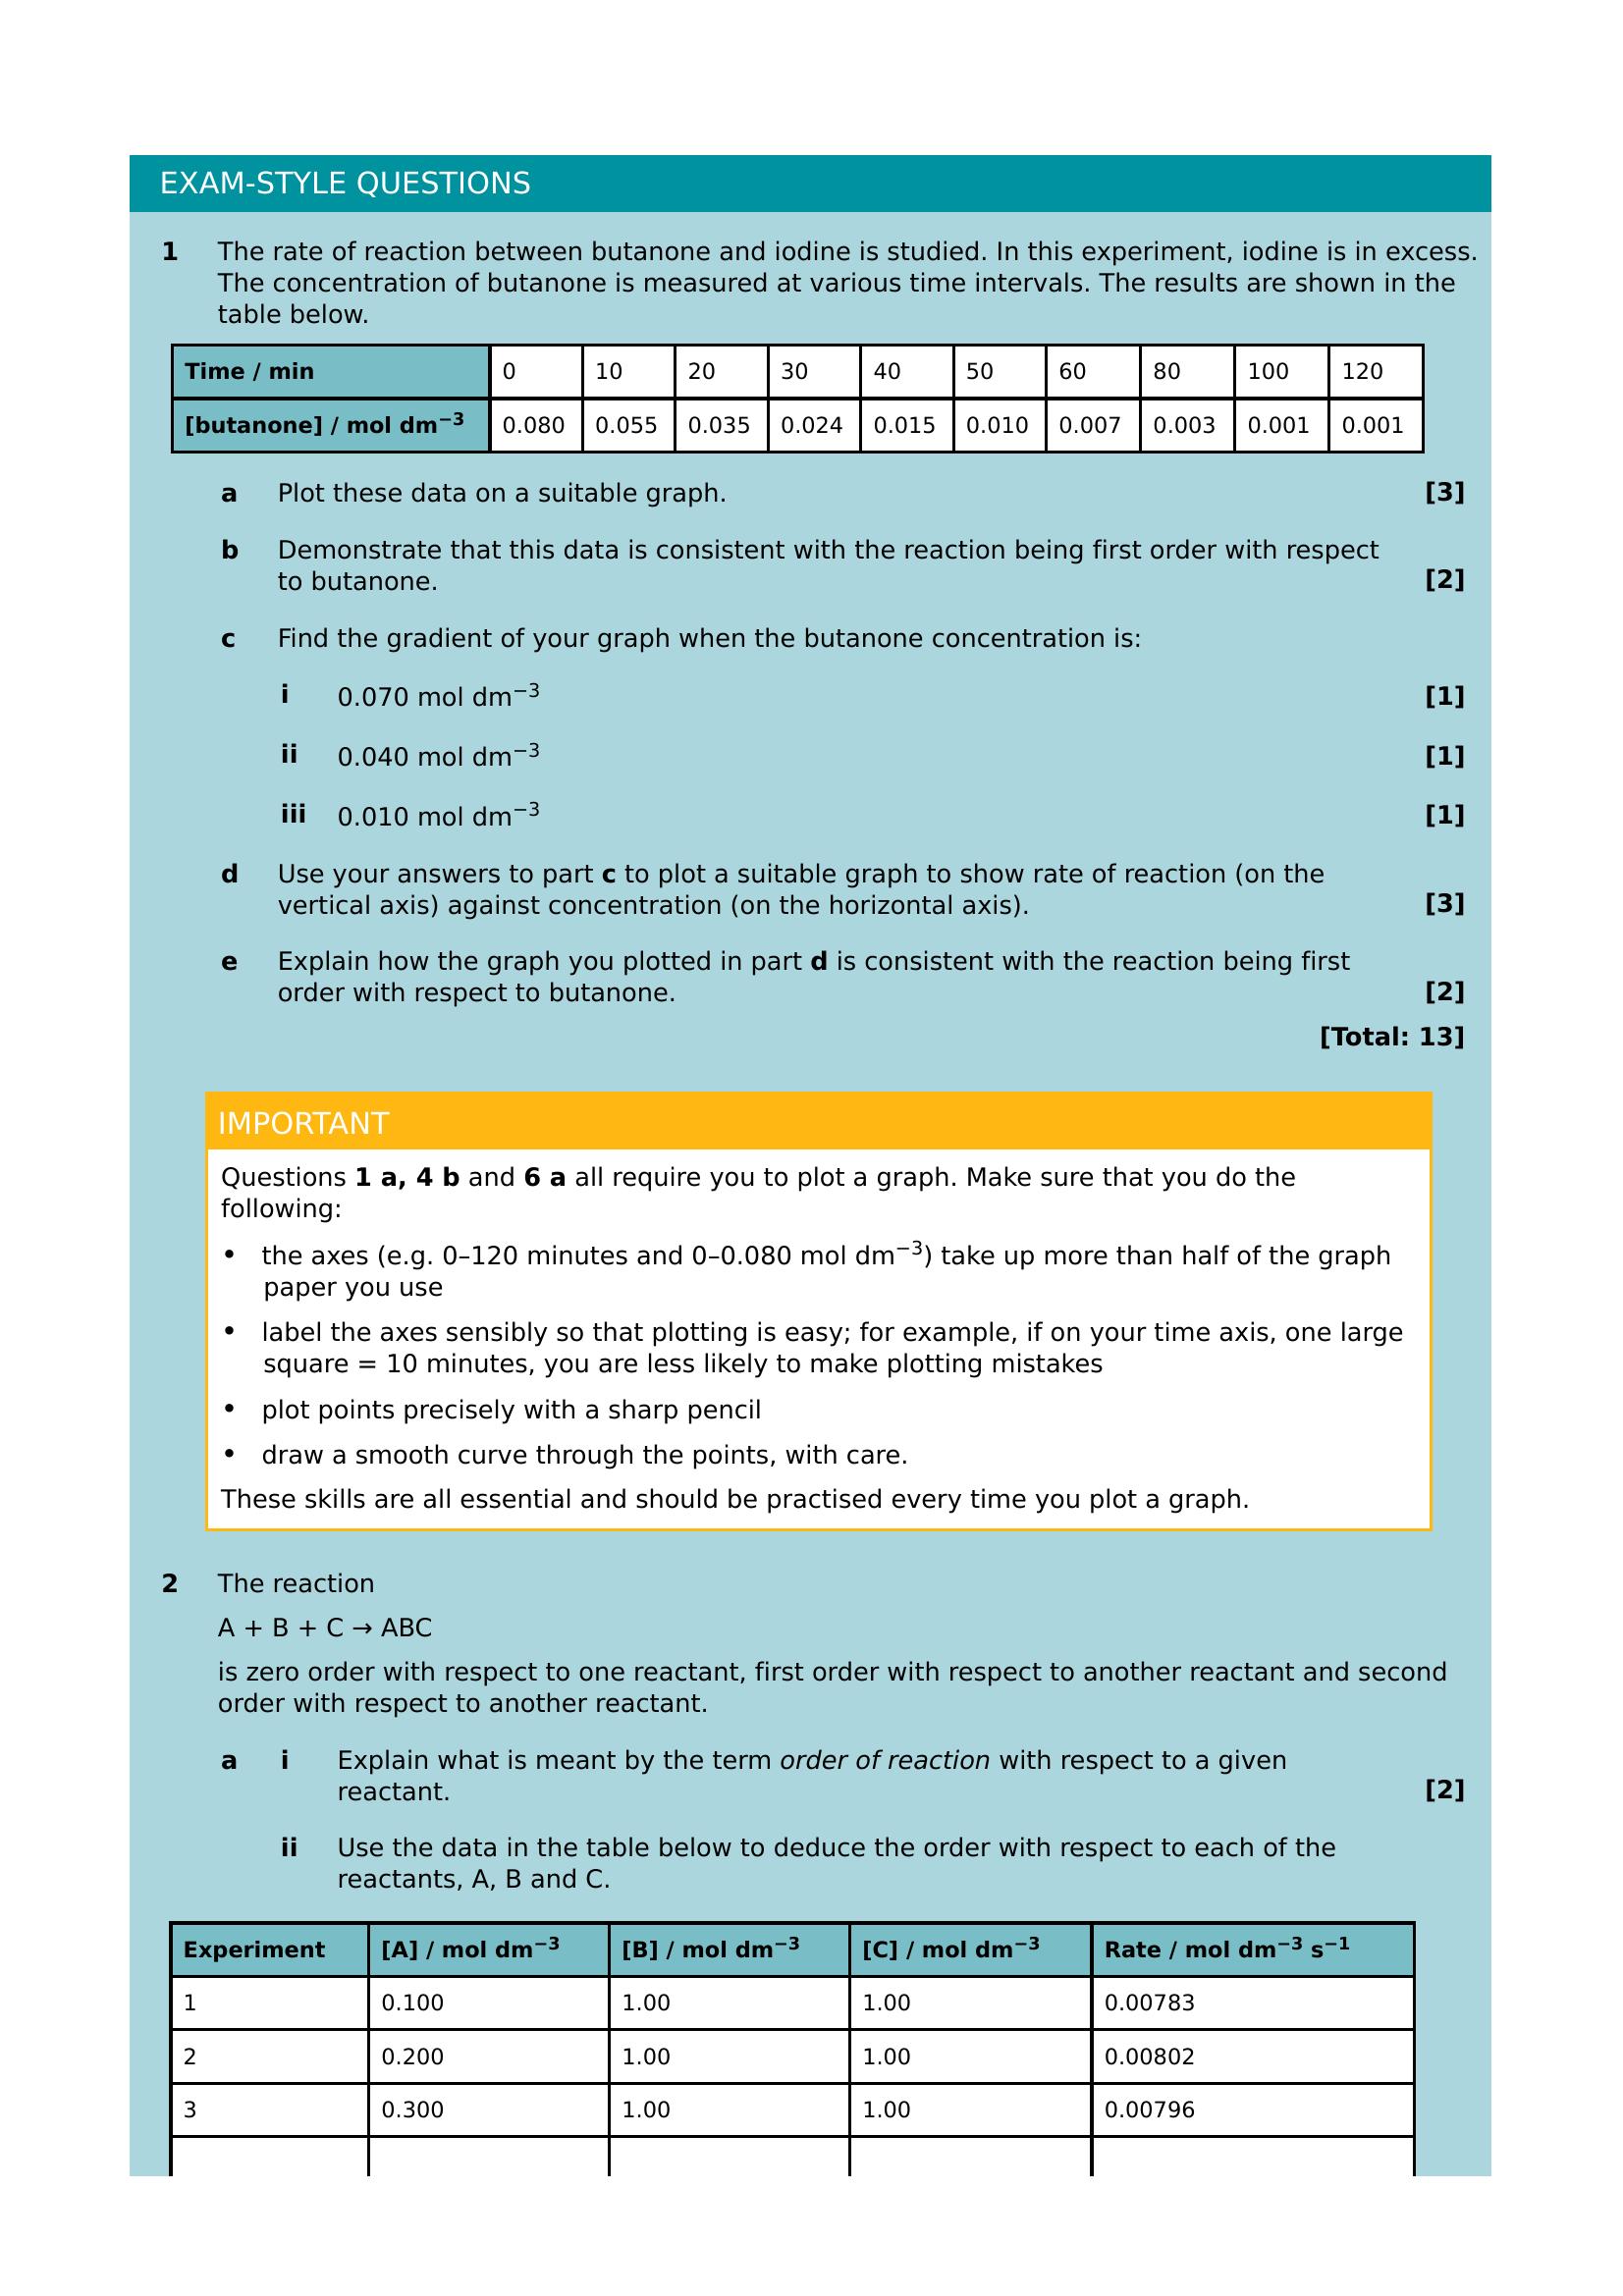 EXAM-STYLE QUESTIONS
1 The rate of reaction between butanone and iodine is studied. In this experiment, iodine is in excess.
The concentration of butanone is measured at various time intervals. The results are shown in the
table below.
Time / min 0 10 20 30 40 50 60 80 100 120
[butanone] / mol dm⁻³ 0.080 0.055 0.035 0.024 0.015 0.010 0.007 0.003 0.001 0.001
a Plot these data on a suitable graph. [3]
b Demonstrate that this data is consistent with the reaction being first order with respect
to butanone. [2]
c Find the gradient of your graph when the butanone concentration is:
i 0.070 mol dm⁻³ [1]
ii 0.040 mol dm⁻³ [1]
iii 0.010 mol dm⁻³ [1]
d Use your answers to part c to plot a suitable graph to show rate of reaction (on the
vertical axis) against concentration (on the horizontal axis). [3]
e Explain how the graph you plotted in part d is consistent with the reaction being first
order with respect to butanone. [2]
[Total: 13]
IMPORTANT
Questions 1 a, 4 b and 6 a all require you to plot a graph. Make sure that you do the
following:
• the axes (e.g. 0–120 minutes and 0–0.080 mol dm⁻³) take up more than half of the graph
paper you use
• label the axes sensibly so that plotting is easy; for example, if on your time axis, one large
square = 10 minutes, you are less likely to make plotting mistakes
• plot points precisely with a sharp pencil
• draw a smooth curve through the points, with care.
These skills are all essential and should be practised every time you plot a graph.
2 The reaction
A + B + C → ABC
is zero order with respect to one reactant, first order with respect to another reactant and second
order with respect to another reactant.
a i Explain what is meant by the term order of reaction with respect to a given
reactant. [2]
ii Use the data in the table below to deduce the order with respect to each of the
reactants, A, B and C.
Experiment [A] / mol dm⁻³ [B] / mol dm⁻³ [C] / mol dm⁻³ Rate / mol dm⁻³ s⁻¹
1 0.100 1.00 1.00 0.00783
2 0.200 1.00 1.00 0.00802
3 0.300 1.00 1.00 0.00796